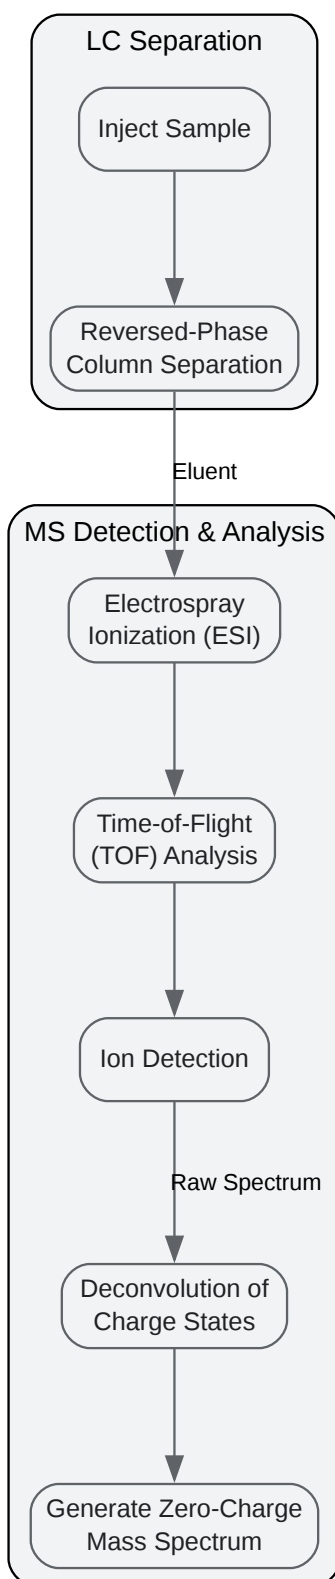 LC Separation
Inject Sample
Reversed-Phase
Column Separation
Eluent
MS Detection & Analysis
Electrospray
Ionization (ESI)
Time-of-Flight
(TOF) Analysis
Ion Detection
Raw Spectrum
Deconvolution of
Charge States
Generate Zero-Charge
Mass Spectrum